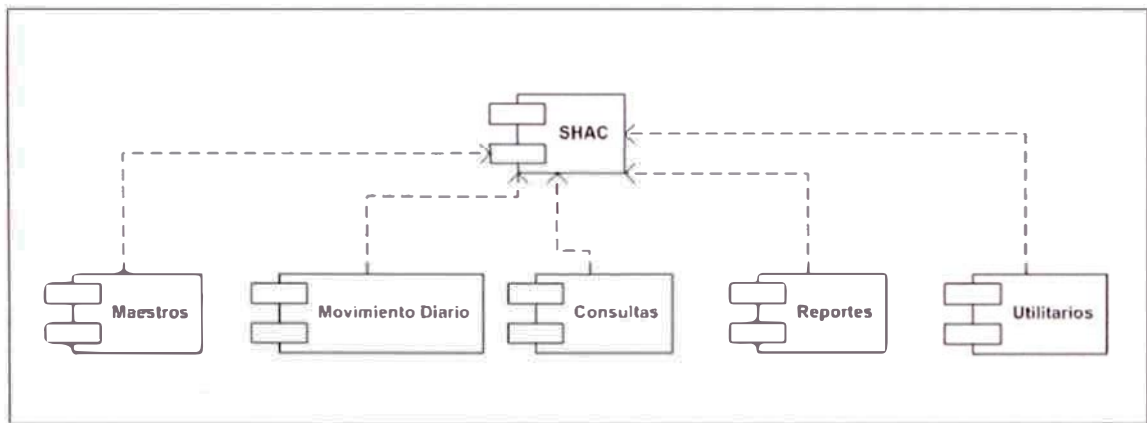 SHAC
Maestros
Movimiento Diario
Consultas
Reportes
Utilitarios